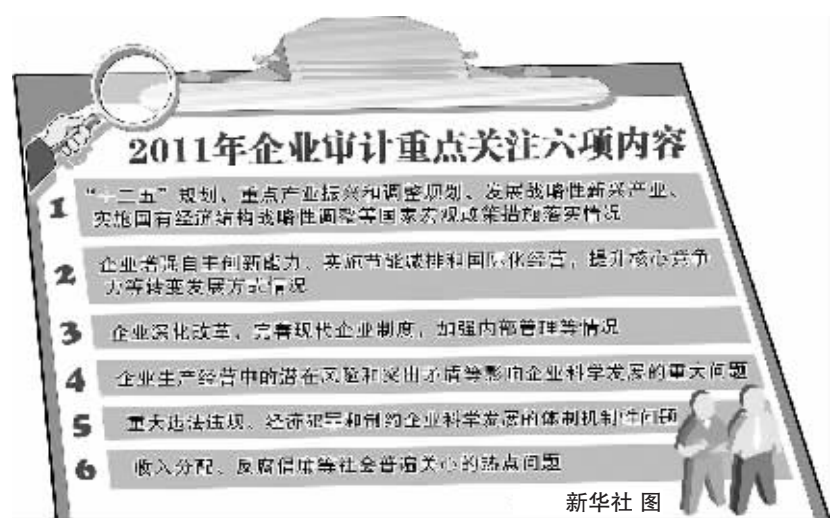 2011年企业审计重点关注六项内容
1 “十二五”规划、重点产业振兴和调整规划、发展战略性新兴产业、
实施国有经济结构战略性调整等国家宏观政策措施落实情况
2 企业增强自主创新能力、实施节能减排和国际化经营，提升核心竞争
力等转变发展方式情况
3 企业深化改革，完善现代企业制度，加强内部管理等情况
4 企业生产经营中的潜在风险和突出矛盾等影响企业科学发展的重大问题
5 重大违法违规、经济犯罪和制约企业科学发展的体制机制性问题
6 收入分配、反腐倡廉等社会普遍关心的热点问题
新华社 图